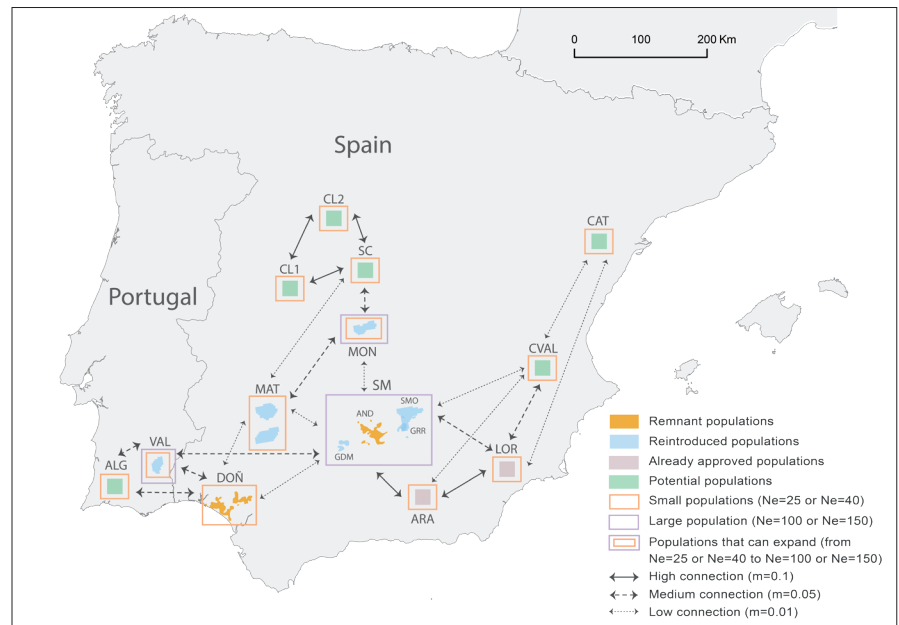 0 100 200 Km
Spain
CL2
CAT
SC
CL1
Portugal
MON
CVAL
MAT
SM
SMO
AND
GRR
GDM
VAL
LOR
ALG
DOÑ
ARA
Remnant populations
Reintroduced populations
Already approved populations
Potential populations
Small populations (Ne=25 or Ne=40)
Large population (Ne=100 or Ne=150)
Populations that can expand (from
Ne=25 or Ne=40 to Ne=100 or Ne=150)
High connection (m=0.1)
Medium connection (m=0.05)
Low connection (m=0.01)